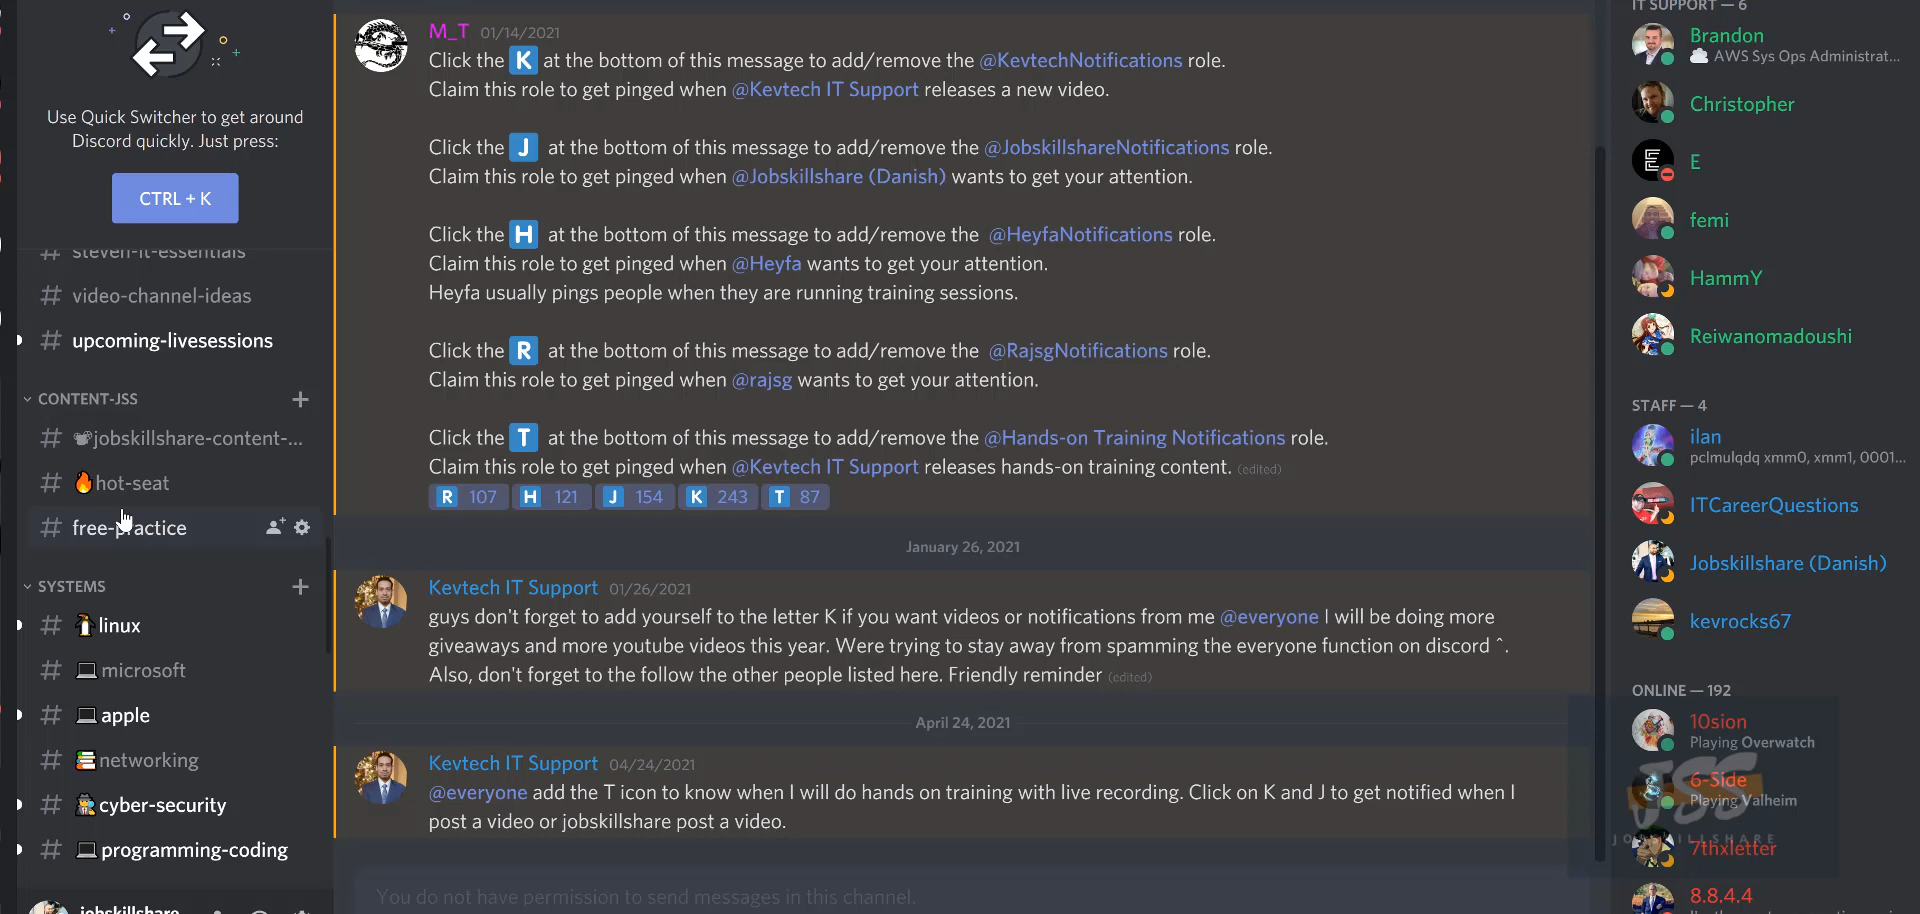 Use Quick Switcher to get around
Discord quickly. Just press:
CTRL + K
# steven-it-essentials
# video-channel-ideas
# upcoming-livesessions
CONTENT-JSS +
# jobskillshare-content-...
# hot-seat
# free-practice
SYSTEMS +
# linux
# microsoft
# apple
# networking
# cyber-security
# programming-coding
jobskillshare
M_T 01/14/2021
Click the K at the bottom of this message to add/remove the @KevtechNotifications role.
Claim this role to get pinged when @Kevtech IT Support releases a new video.
Click the J at the bottom of this message to add/remove the @JobskillshareNotifications role.
Claim this role to get pinged when @Jobskillshare (Danish) wants to get your attention.
Click the H at the bottom of this message to add/remove the @HeyfaNotifications role.
Claim this role to get pinged when @Heyfa wants to get your attention.
Heyfa usually pings people when they are running training sessions.
Click the R at the bottom of this message to add/remove the @RajsgNotifications role.
Claim this role to get pinged when @rajsg wants to get your attention.
Click the T at the bottom of this message to add/remove the @Hands-on Training Notifications role.
Claim this role to get pinged when @Kevtech IT Support releases hands-on training content. (edited)
R 107 H 121 J 154 K 243 T 87
January 26, 2021
Kevtech IT Support 01/26/2021
guys don't forget to add yourself to the letter K if you want videos or notifications from me @everyone I will be doing more
giveaways and more youtube videos this year. Were trying to stay away from spamming the everyone function on discord ^.
Also, don't forget to the follow the other people listed here. Friendly reminder (edited)
April 24, 2021
Kevtech IT Support 04/24/2021
@everyone add the T icon to know when I will do hands on training with live recording. Click on K and J to get notified when I
post a video or jobskillshare post a video.
You do not have permission to send messages in this channel.
IT SUPPORT — 6
Brandon
AWS Sys Ops Administrat...
Christopher
E
femi
HammY
Reiwanomadoushi
STAFF — 4
ilan
pclmulqdq xmm0, xmm1, 0001...
ITCareerQuestions
Jobskillshare (Danish)
kevrocks67
ONLINE — 192
10sion
Playing Overwatch
6-Side
Playing Valheim
JSS
JOBSKILLSHARE
7thxletter
8.8.4.4